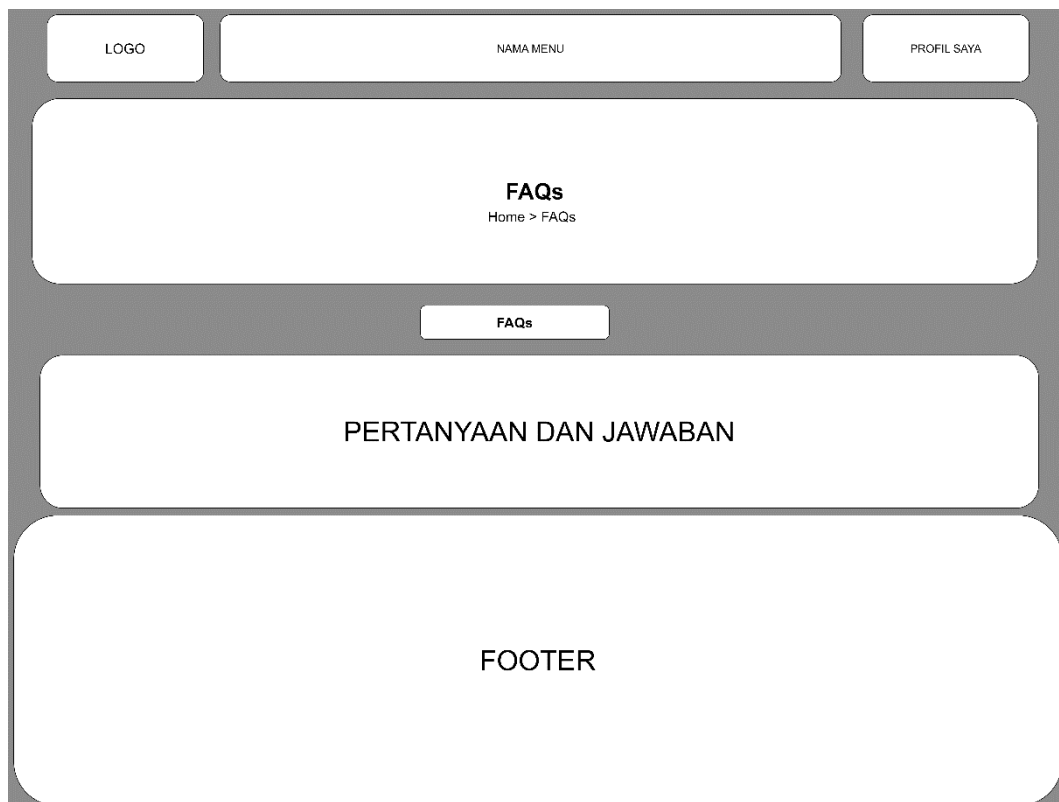 LOGO
NAMA MENU
PROFIL SAYA
FAQs
Home > FAQs
FAQs
PERTANYAAN DAN JAWABAN
FOOTER